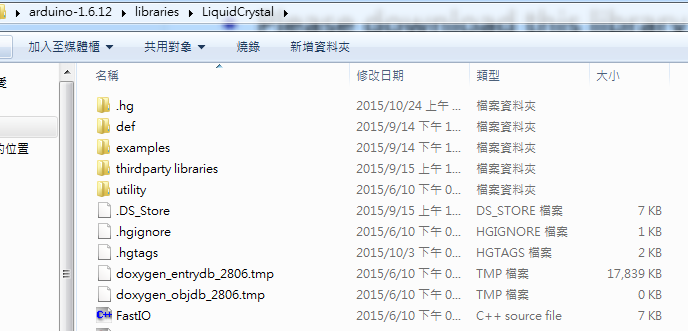 arduino-1.6.12 ▸ libraries ▸ LiquidCrystal ▸
Please download this library
加入至媒體櫃 ▼ 共用對象 ▼ 燒錄 新增資料夾
名稱 修改日期 類型 大小
愛
的位置
.hg 2015/10/24 上午 ... 檔案資料夾
def 2015/9/14 下午 1... 檔案資料夾
examples 2015/9/14 下午 1... 檔案資料夾
thirdparty libraries 2015/9/15 下午 1... 檔案資料夾
utility 2015/6/10 下午 0... 檔案資料夾
.DS_Store 2015/9/15 上午 1... DS_STORE 檔案 7 KB
.hgignore 2015/6/10 下午 0... HGIGNORE 檔案 1 KB
.hgtags 2015/10/3 下午 0... HGTAGS 檔案 2 KB
doxygen_entrydb_2806.tmp 2015/6/10 下午 0... TMP 檔案 17,839 KB
doxygen_objdb_2806.tmp 2015/6/10 下午 0... TMP 檔案 0 KB
C++ FastIO 2015/6/10 下午 0... C++ source file 7 KB